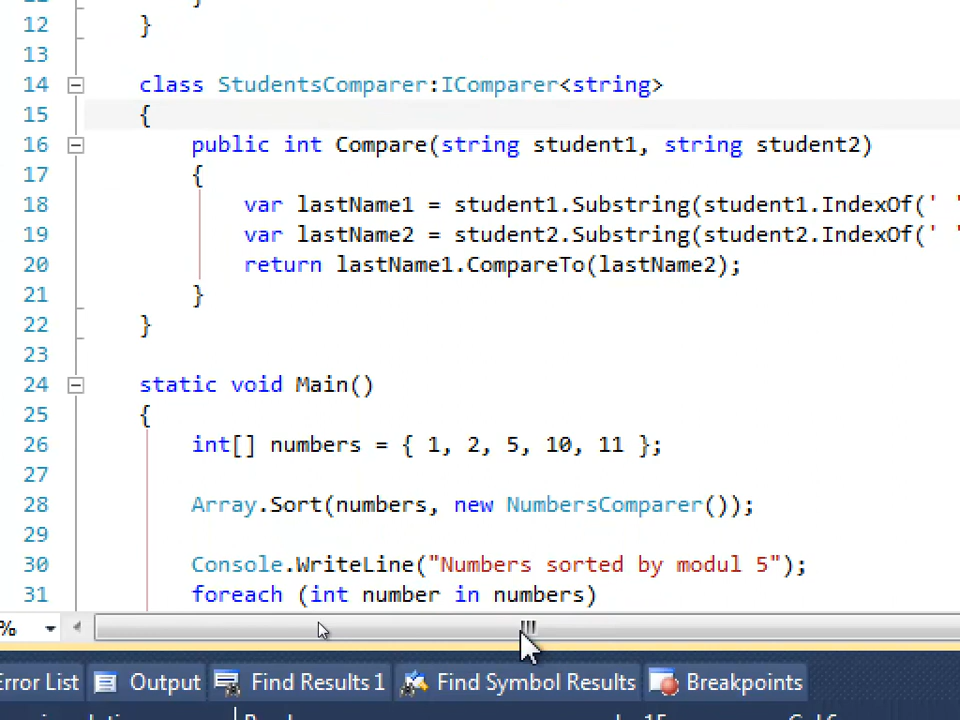 12 }
13
14 class StudentsComparer:IComparer<string>
15 {
16 public int Compare(string student1, string student2)
17 {
18 var lastName1 = student1.Substring(student1.IndexOf(' '
19 var lastName2 = student2.Substring(student2.IndexOf(' '
20 return lastName1.CompareTo(lastName2);
21 }
22 }
23
24 static void Main()
25 {
26 int[] numbers = { 1, 2, 5, 10, 11 };
27
28 Array.Sort(numbers, new NumbersComparer());
29
30 Console.WriteLine("Numbers sorted by modul 5");
31 foreach (int number in numbers)
%
Error List Output Find Results 1 Find Symbol Results Breakpoints